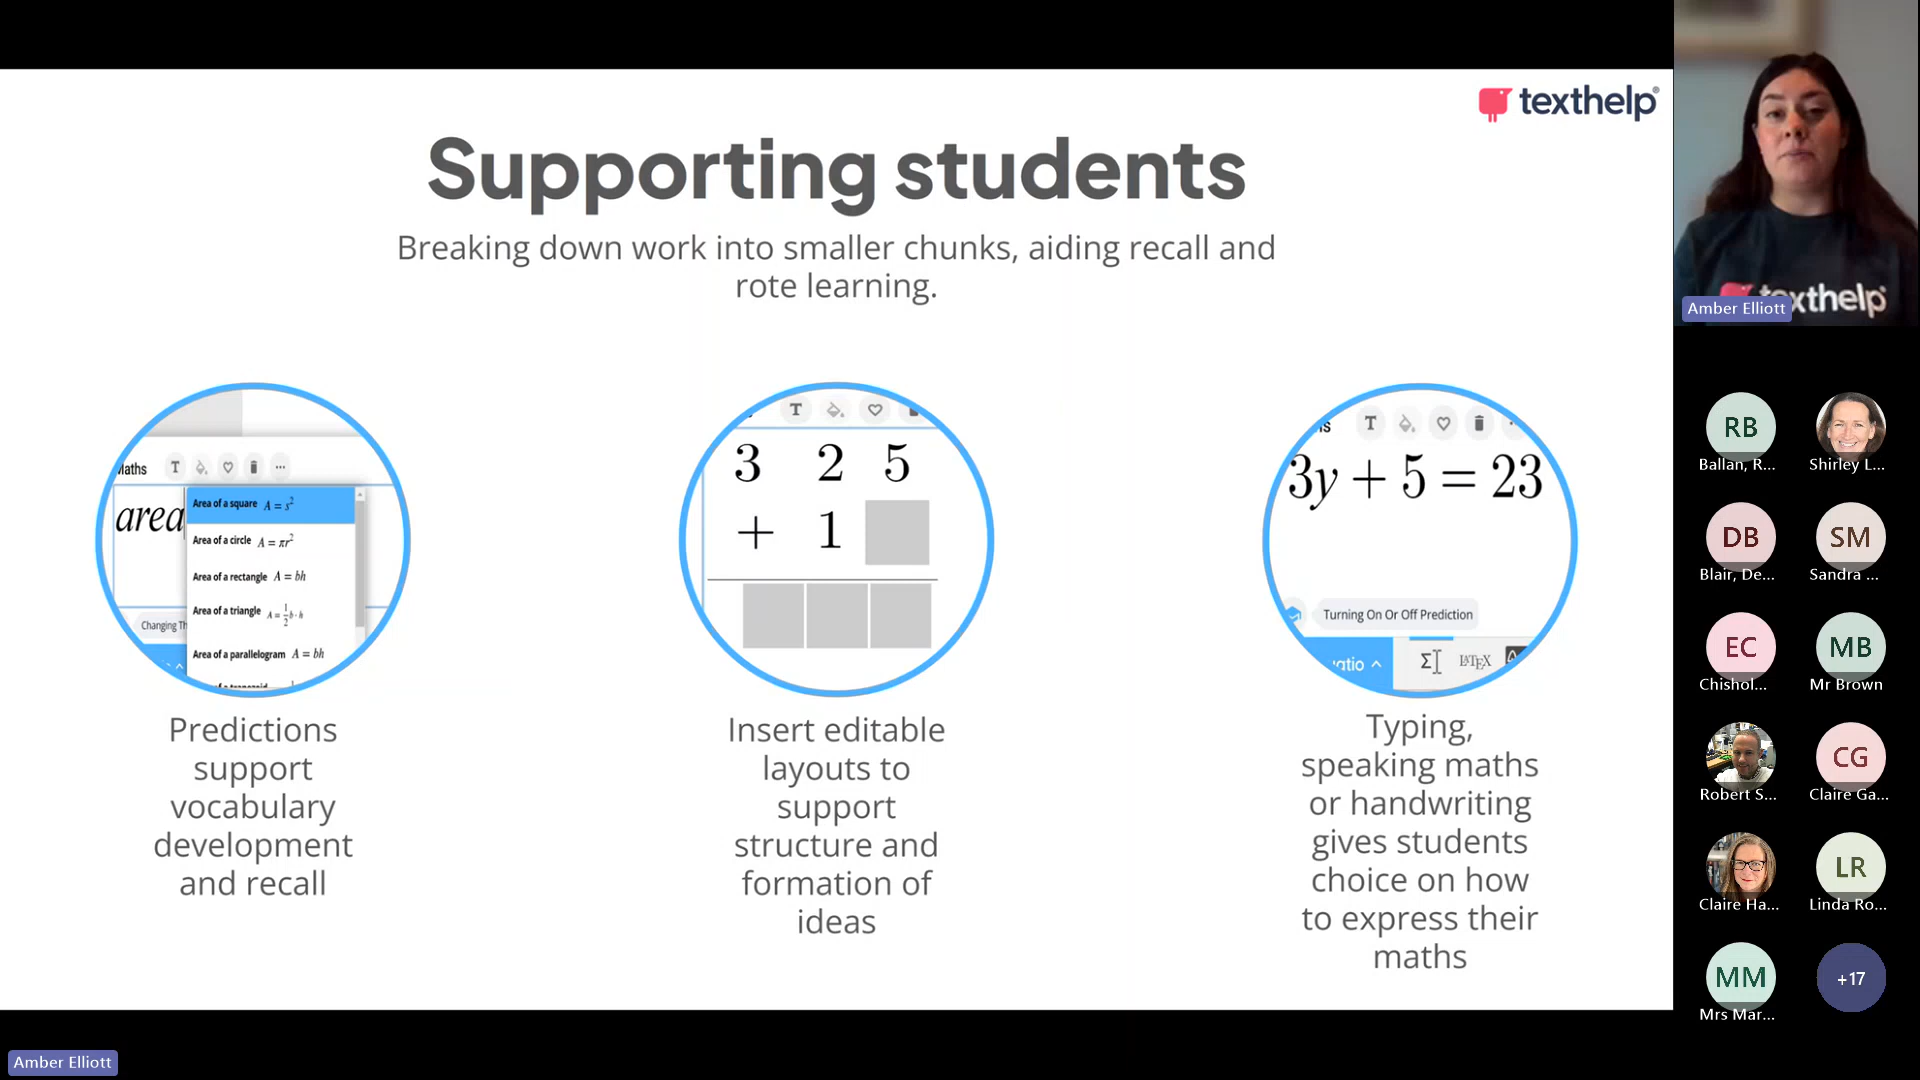 texthelp®
Supporting students
Breaking down work into smaller chunks, aiding recall and
rote learning.
Maths
T
area
Area of a square A = s²
Area of a circle A = πr²
Area of a rectangle A = bh
Area of a triangle A = 1/2 b · h
Area of a parallelogram A = bh
Changing Th
Predictions
support
vocabulary
development
and recall
T
3 2 5
+ 1
Insert editable
layouts to
support
structure and
formation of
ideas
T
3y + 5 = 23
Turning On Or Off Prediction
uatio
Σ LATEX
Typing,
speaking maths
or handwriting
gives students
choice on how
to express their
maths
texthelp
Amber Elliott
RB
Ballan, R...
Shirley L...
DB
Blair, De...
SM
Sandra ...
EC
Chishol...
MB
Mr Brown
Robert S...
CG
Claire Ga...
Claire Ha...
LR
Linda Ro...
MM
Mrs Mar...
+17
Amber Elliott